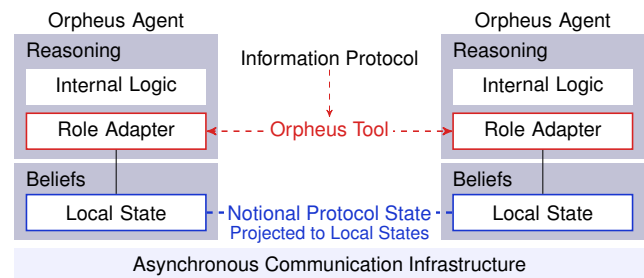 Orpheus Agent
Orpheus Agent
Reasoning
Reasoning
Internal Logic
Information Protocol
Internal Logic
Role Adapter
Orpheus Tool
Role Adapter
Beliefs
Beliefs
Local State
Notional Protocol State
Projected to Local States
Local State
Asynchronous Communication Infrastructure